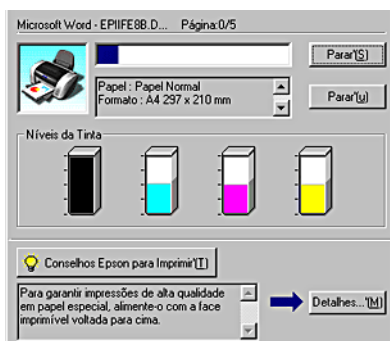 Microsoft Word - EPIIFE8B.D... Página:0/5
Parar'(S)
Papel : Papel Normal
Formato : A4 297 x 210 mm
Parar'(u)
Níveis da Tinta
Conselhos Epson para Imprimir'(T)
Para garantir impressões de alta qualidade
em papel especial, alimente-o com a face
imprimível voltada para cima.
Detalhes...'(M)